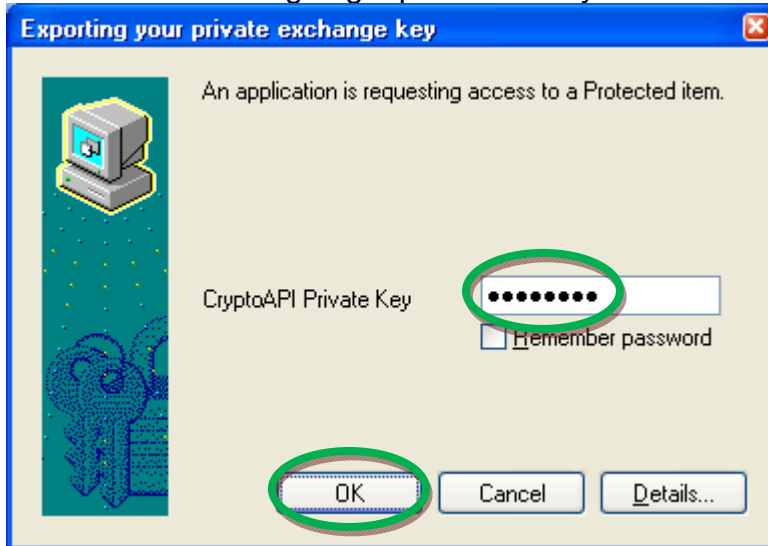 Exporting your private exchange key
An application is requesting access to a Protected item.
CryptoAPI Private Key
Remember password
OK
Cancel
Details...